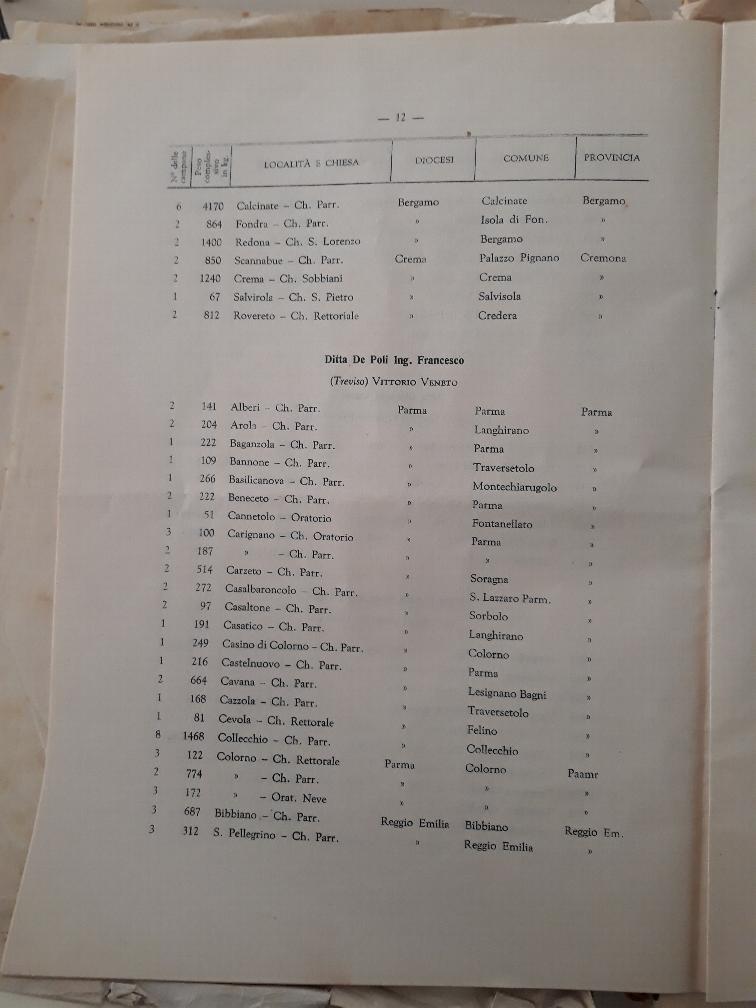 — 12 —
N° delle campane Peso complessivo in kg. LOCALITÀ E CHIESA DIOCESI COMUNE PROVINCIA
6 4170 Calcinate – Ch. Parr. Bergamo Calcinate Bergamo
2 864 Fondra – Ch. Parr. » Isola di Fon. »
2 1400 Redona – Ch. S. Lorenzo » Bergamo »
2 850 Scannabue – Ch. Parr. Crema Palazzo Pignano Cremona
2 1240 Crema – Ch. Sobbiani » Crema »
1 67 Salvirola – Ch. S. Pietro » Salvisola »
2 812 Rovereto – Ch. Rettoriale » Credera »
Ditta De Poli Ing. Francesco
(Treviso) VITTORIO VENETO
2 141 Alberi – Ch. Parr. Parma Parma Parma
2 204 Arola – Ch. Parr. » Langhirano »
1 222 Baganzola – Ch. Parr. » Parma »
1 109 Bannone – Ch. Parr. » Traversetolo »
1 266 Basilicanova – Ch. Parr. » Montechiarugolo »
2 222 Beneceto – Ch. Parr. » Parma »
1 51 Cannetolo – Oratorio » Fontanellato »
3 100 Carignano – Ch. Oratorio » Parma »
2 187 » – Ch. Parr. » » »
2 514 Carzeto – Ch. Parr. » Soragna »
2 272 Casalbaroncolo – Ch. Parr. » S. Lazzaro Parm. »
2 97 Casaltone – Ch. Parr. » Sorbolo »
1 191 Casatico – Ch. Parr. » Langhirano »
1 249 Casino di Colorno – Ch. Parr. » Colorno »
1 216 Castelnuovo – Ch. Parr. » Parma »
2 664 Cavana – Ch. Parr. » Lesignano Bagni »
1 168 Cazzola – Ch. Parr. » Traversetolo »
1 81 Cevola – Ch. Rettorale » Felino »
8 1468 Collecchio – Ch. Parr. » Collecchio »
3 122 Colorno – Ch. Rettorale Parma Colorno Paamr
2 774 » – Ch. Parr. » » »
3 172 » – Orat. Neve » » »
3 687 Bibbiano – Ch. Parr. Reggio Emilia Bibbiano Reggio Em.
3 312 S. Pellegrino – Ch. Parr. » Reggio Emilia »